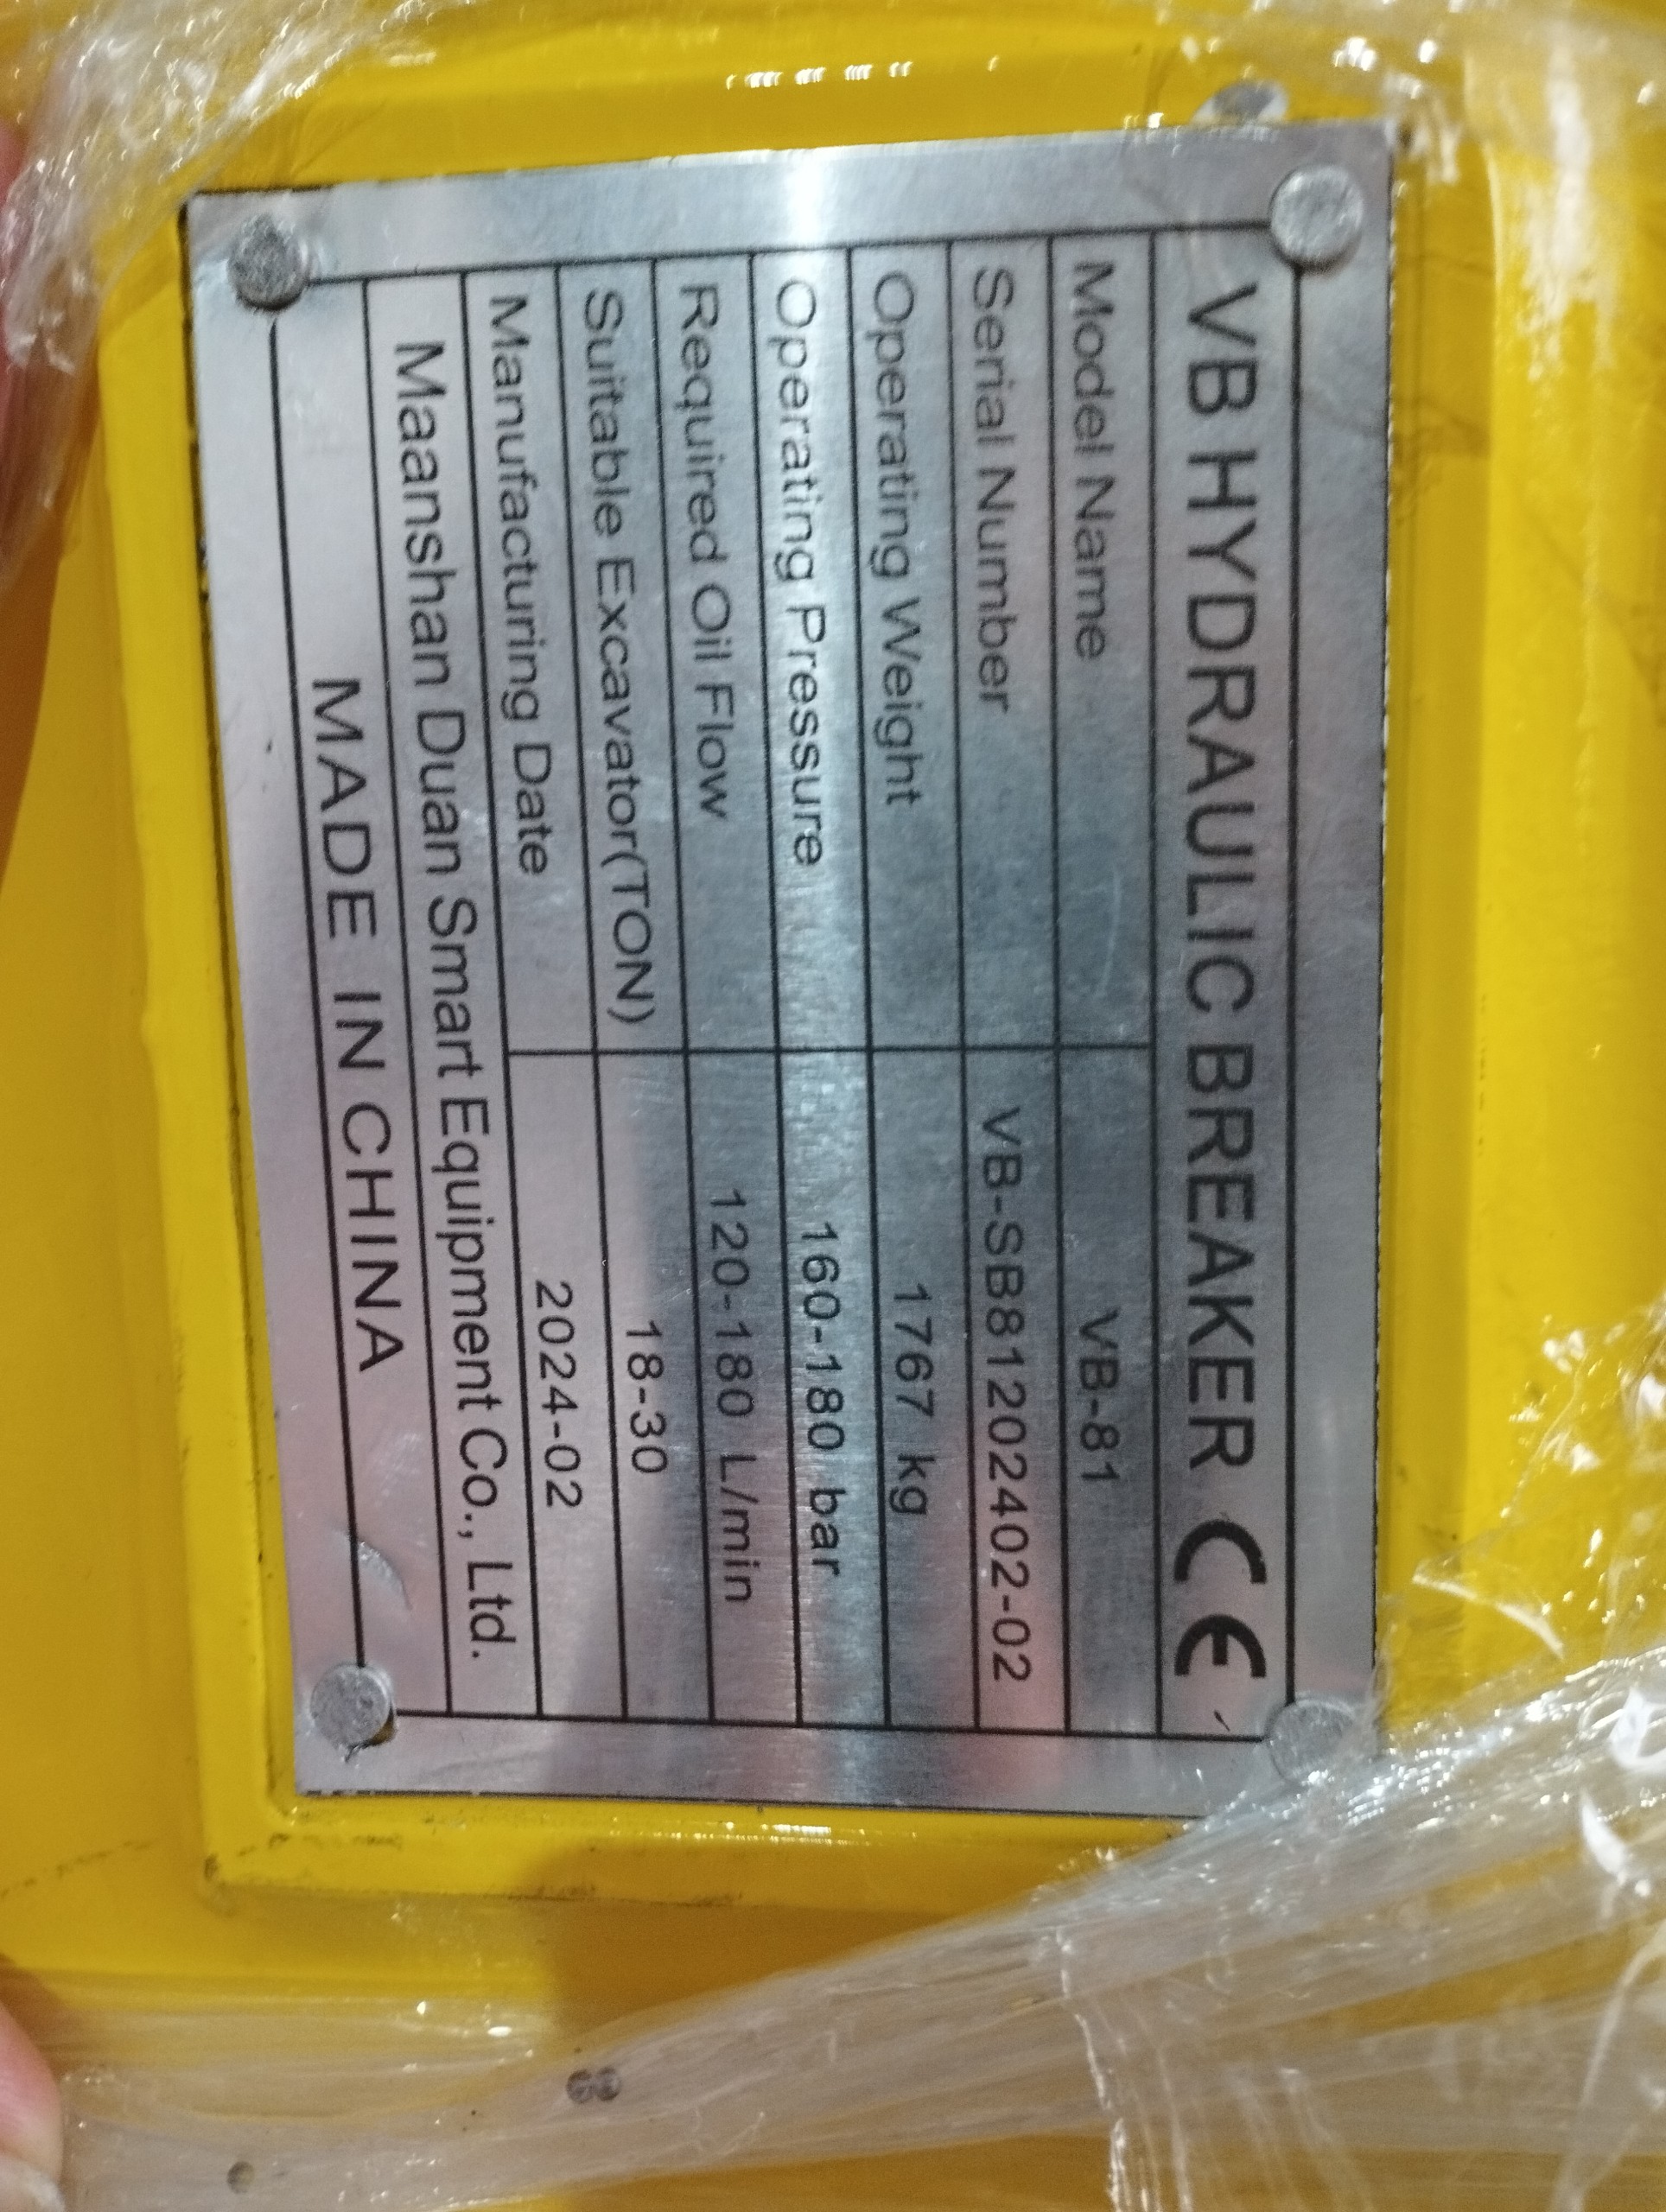 VB HYDRAULIC BREAKER CE
Model Name VB-81
Serial Number VB-SB81202402-02
Operating Weight 1767 kg
Operating Pressure 160-180 bar
Required Oil Flow 120-180 L/min
Suitable Excavator(TON) 18-30
Manufacturing Date 2024-02
Maanshan Duan Smart Equipment Co., Ltd.
MADE IN CHINA